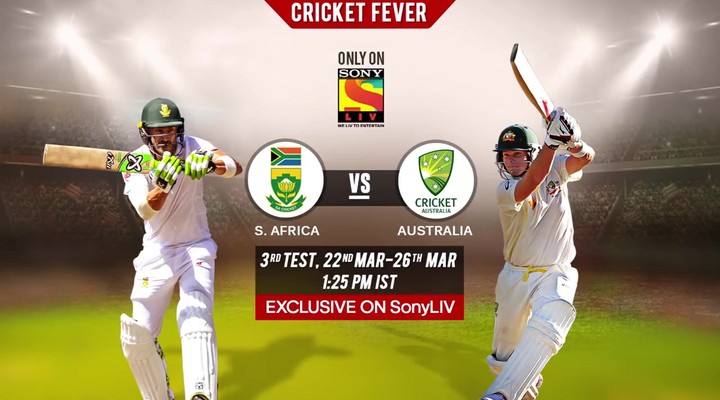 CRICKET FEVER
ONLY ON
SONY
LIV
WE LIV TO ENTERTAIN
VS
CRICKET
AUSTRALIA
S. AFRICA
AUSTRALIA
3RD TEST, 22ND MAR-26TH MAR
1:25 PM IST
EXCLUSIVE ON SonyLIV